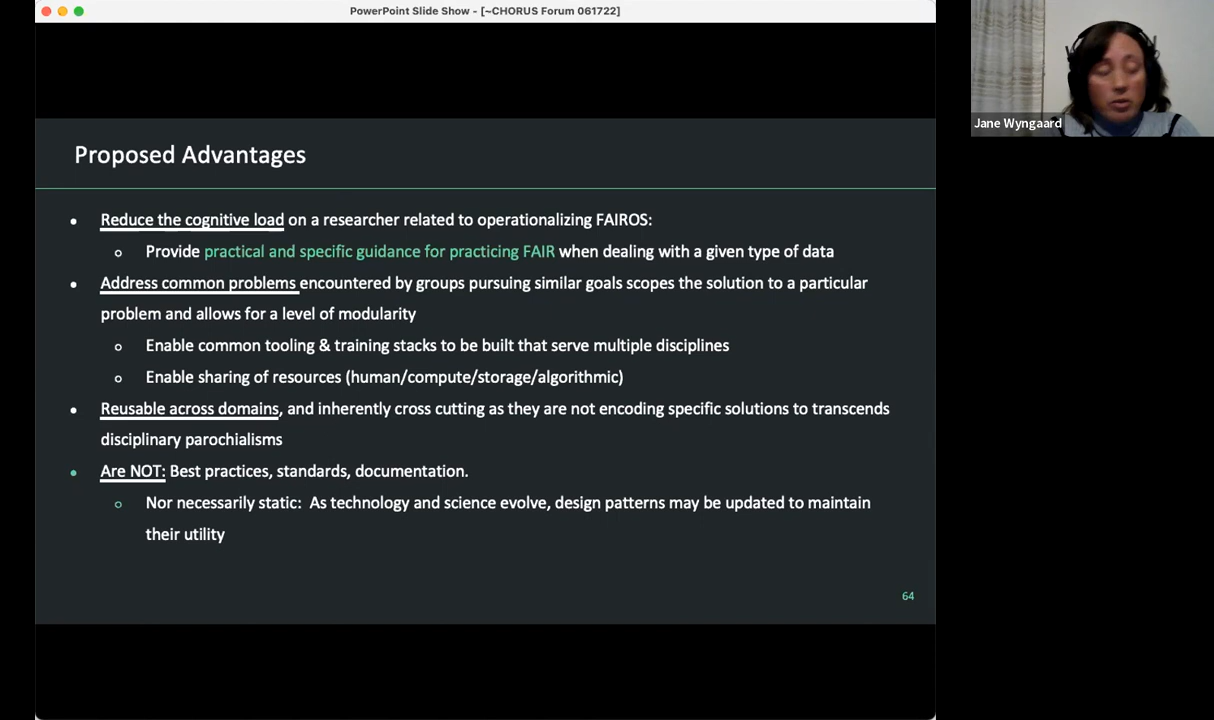 PowerPoint Slide Show - [~CHORUS Forum 061722]
Jane Wyngaard
Proposed Advantages
• Reduce the cognitive load on a researcher related to operationalizing FAIROS:
o Provide practical and specific guidance for practicing FAIR when dealing with a given type of data
• Address common problems encountered by groups pursuing similar goals scopes the solution to a particular
problem and allows for a level of modularity
o Enable common tooling & training stacks to be built that serve multiple disciplines
o Enable sharing of resources (human/compute/storage/algorithmic)
• Reusable across domains, and inherently cross cutting as they are not encoding specific solutions to transcends
disciplinary parochialisms
• Are NOT: Best practices, standards, documentation.
o Nor necessarily static: As technology and science evolve, design patterns may be updated to maintain
their utility
64